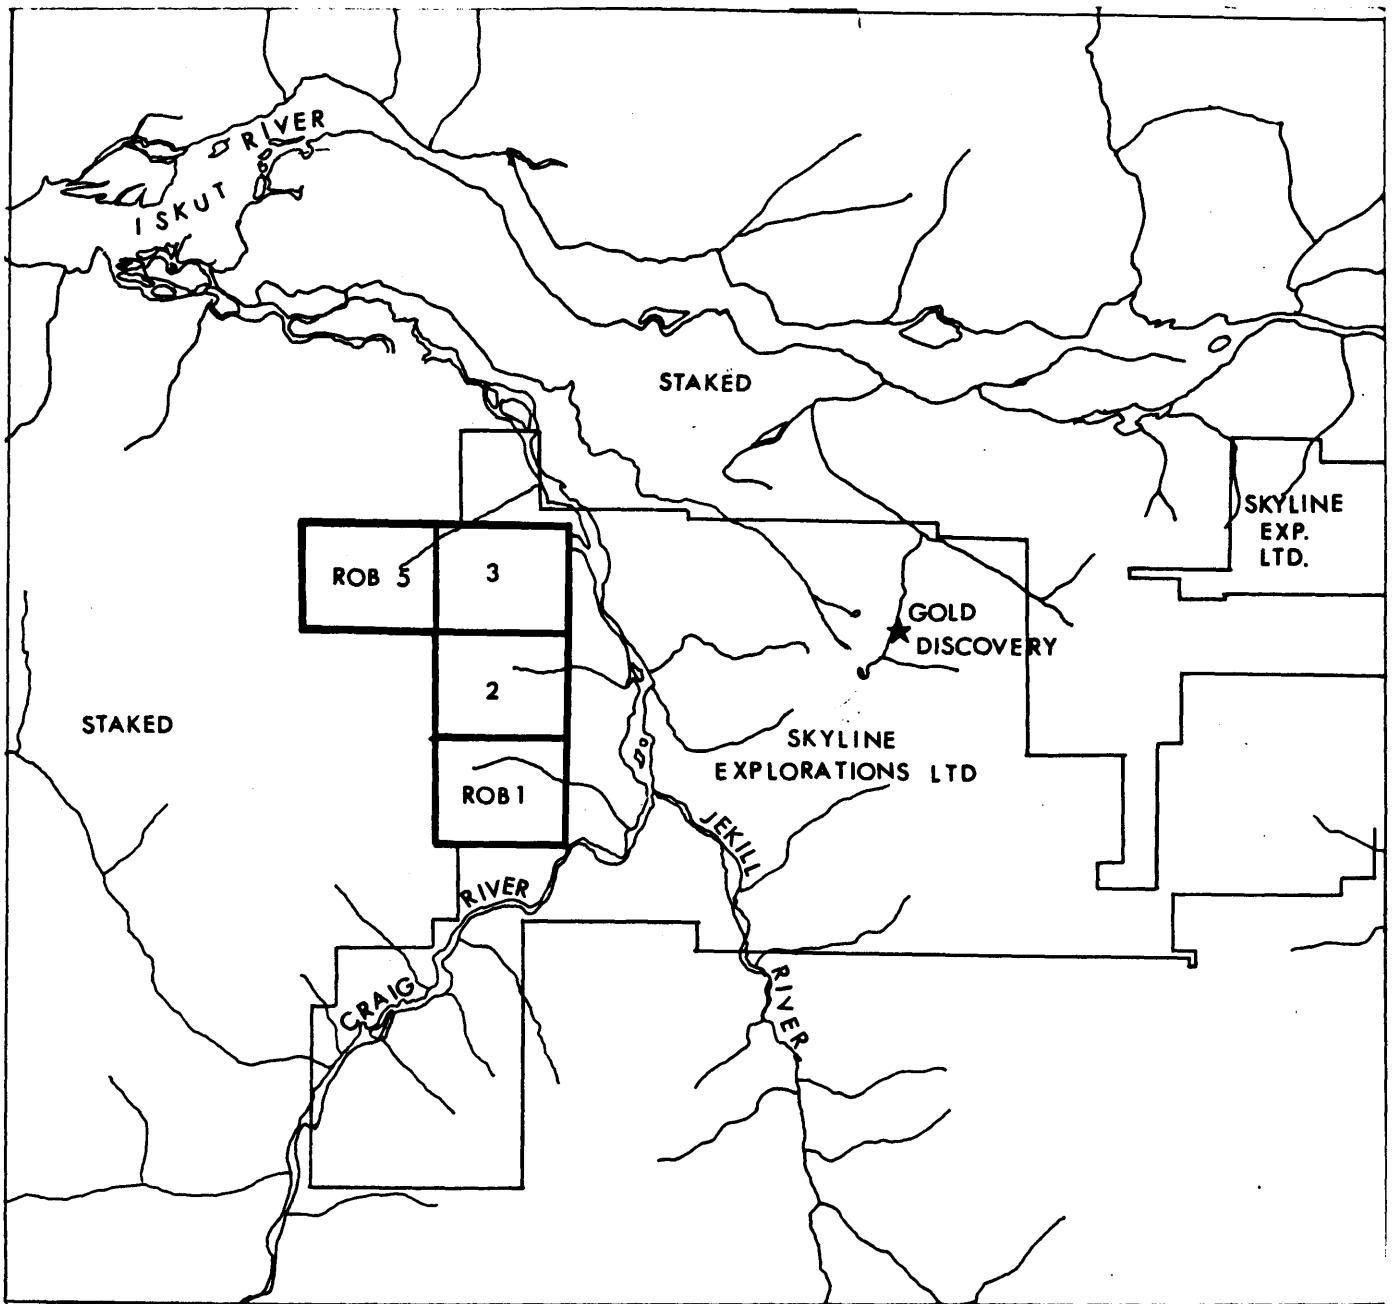 RIVER
ISKUT
STAKED
SKYLINE
EXP.
LTD.
ROB 5
3
GOLD
DISCOVERY
2
STAKED
SKYLINE
EXPLORATIONS LTD
ROB 1
JEKILL
RIVER
CRAIG
RIVER